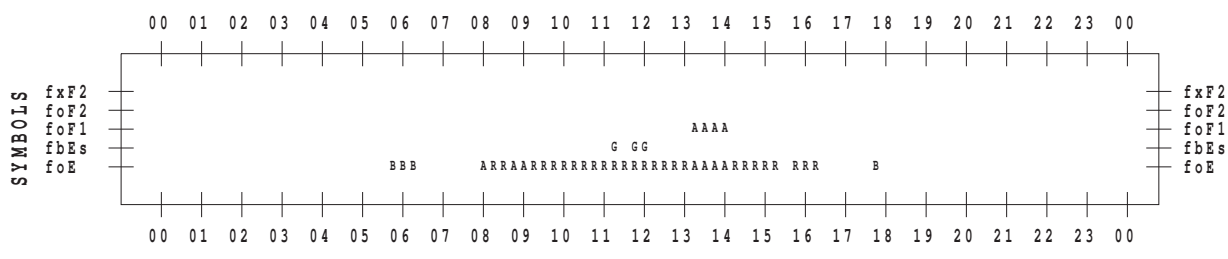 00 01 02 03 04 05 06 07 08 09 10 11 12 13 14 15 16 17 18 19 20 21 22 23 00
SYMBOLS
fxF2 fxF2
foF2 foF2
foF1 AAAA foF1
fbEs G GG fbEs
foE BBB ARRAARRRRRRRRRRRRRRRRAAAARRRRR RRR B foE
00 01 02 03 04 05 06 07 08 09 10 11 12 13 14 15 16 17 18 19 20 21 22 23 00